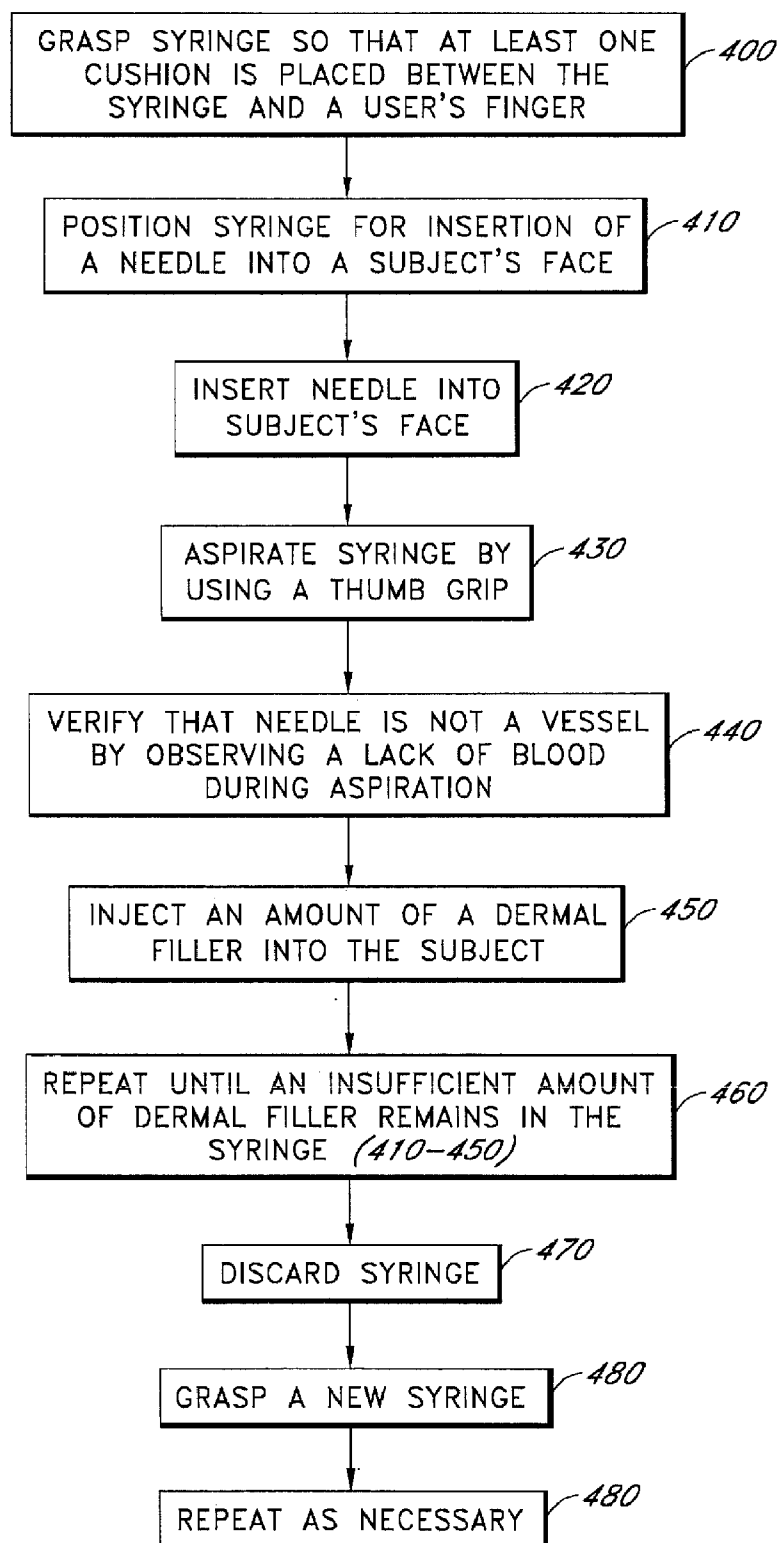 GRASP SYRINGE SO THAT AT LEAST ONE
CUSHION IS PLACED BETWEEN THE
SYRINGE AND A USER'S FINGER
400
POSITION SYRINGE FOR INSERTION OF
A NEEDLE INTO A SUBJECT'S FACE
410
INSERT NEEDLE INTO
SUBJECT'S FACE
420
ASPIRATE SYRINGE BY
USING A THUMB GRIP
430
VERIFY THAT NEEDLE IS NOT A VESSEL
BY OBSERVING A LACK OF BLOOD
DURING ASPIRATION
440
INJECT AN AMOUNT OF A DERMAL
FILLER INTO THE SUBJECT
450
REPEAT UNTIL AN INSUFFICIENT AMOUNT
OF DERMAL FILLER REMAINS IN THE
SYRINGE (410-450)
460
DISCARD SYRINGE
470
GRASP A NEW SYRINGE
480
REPEAT AS NECESSARY
480